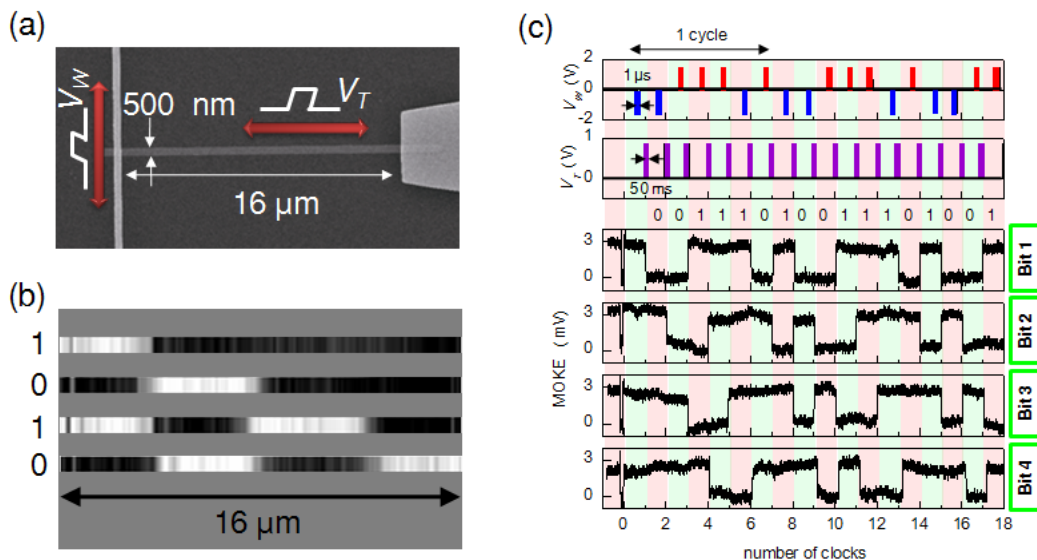 (a)
V_W
500 nm
V_T
16 µm
(b)
1
0
1
0
16 µm
(c)
1 cycle
V_W (V)
2
0
-2
1 µs
V_T (V)
1
0
50 ms
0 0 1 1 1 0 1 0 0 1 1 1 0 1 0 0 1
MOKE (mV)
3
0
Bit 1
3
0
Bit 2
3
0
Bit 3
3
0
Bit 4
0 2 4 6 8 10 12 14 16 18
number of clocks